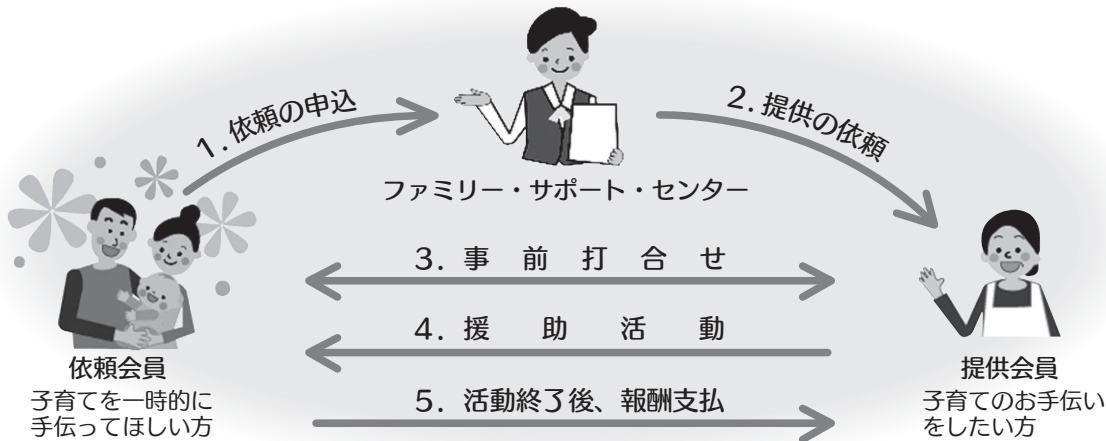 1.依頼の申込
2.提供の依頼
ファミリー・サポート・センター
3.事前打合せ
4.援助活動
5.活動終了後、報酬支払
依頼会員
子育てを一時的に
手伝ってほしい方
提供会員
子育てのお手伝い
をしたい方